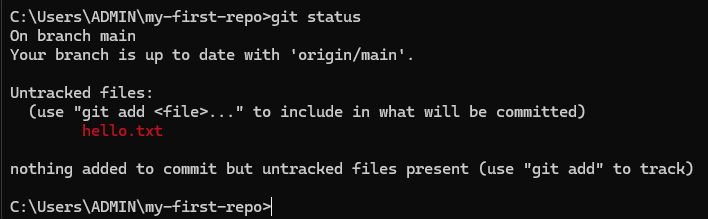 C:\Users\ADMIN\my-first-repo>git status
On branch main
Your branch is up to date with 'origin/main'.
Untracked files:
(use "git add <file>..." to include in what will be committed)
hello.txt
nothing added to commit but untracked files present (use "git add" to track)
C:\Users\ADMIN\my-first-repo>